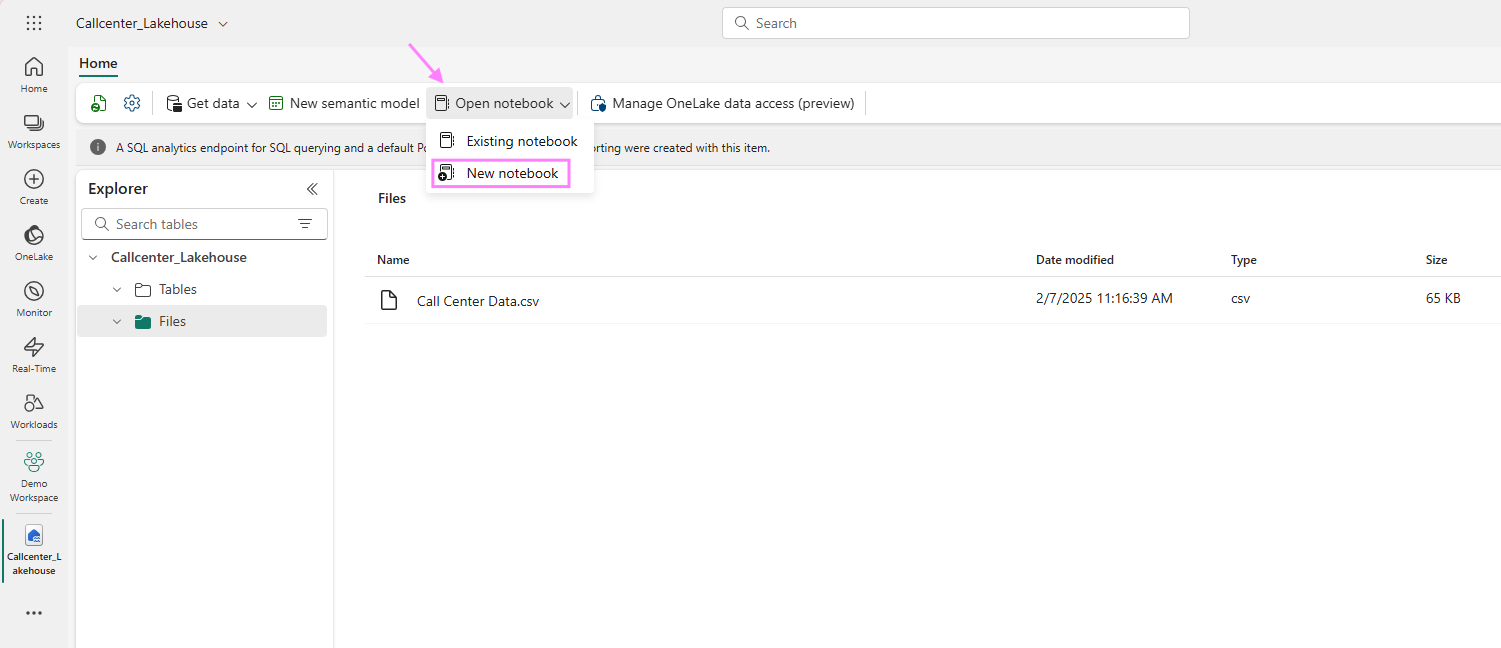 Callcenter_Lakehouse
Search
Home
Home
Get data
New semantic model
Open notebook
Manage OneLake data access (preview)
Existing notebook
New notebook
A SQL analytics endpoint for SQL querying and a default
orting were created with this item.
Workspaces
Create
OneLake
Monitor
Real-Time
Workloads
Demo
Workspace
Callcenter_L
akehouse
Explorer
Search tables
Callcenter_Lakehouse
Tables
Files
Files
Name Date modified Type Size
Call Center Data.csv 2/7/2025 11:16:39 AM csv 65 KB